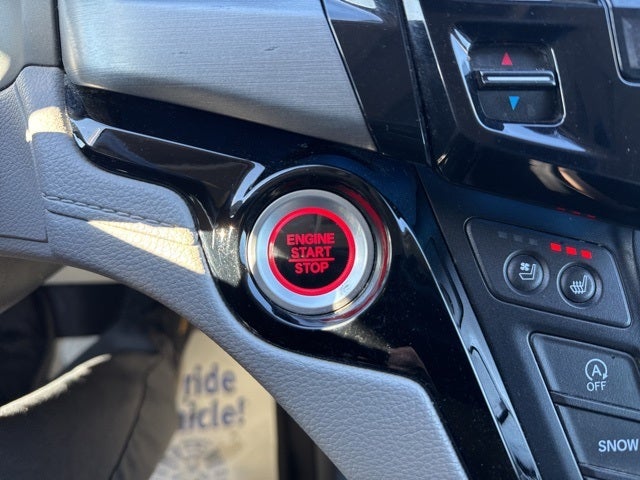 ENGINE
START
STOP
A
OFF
SNOW
ride
hicle!